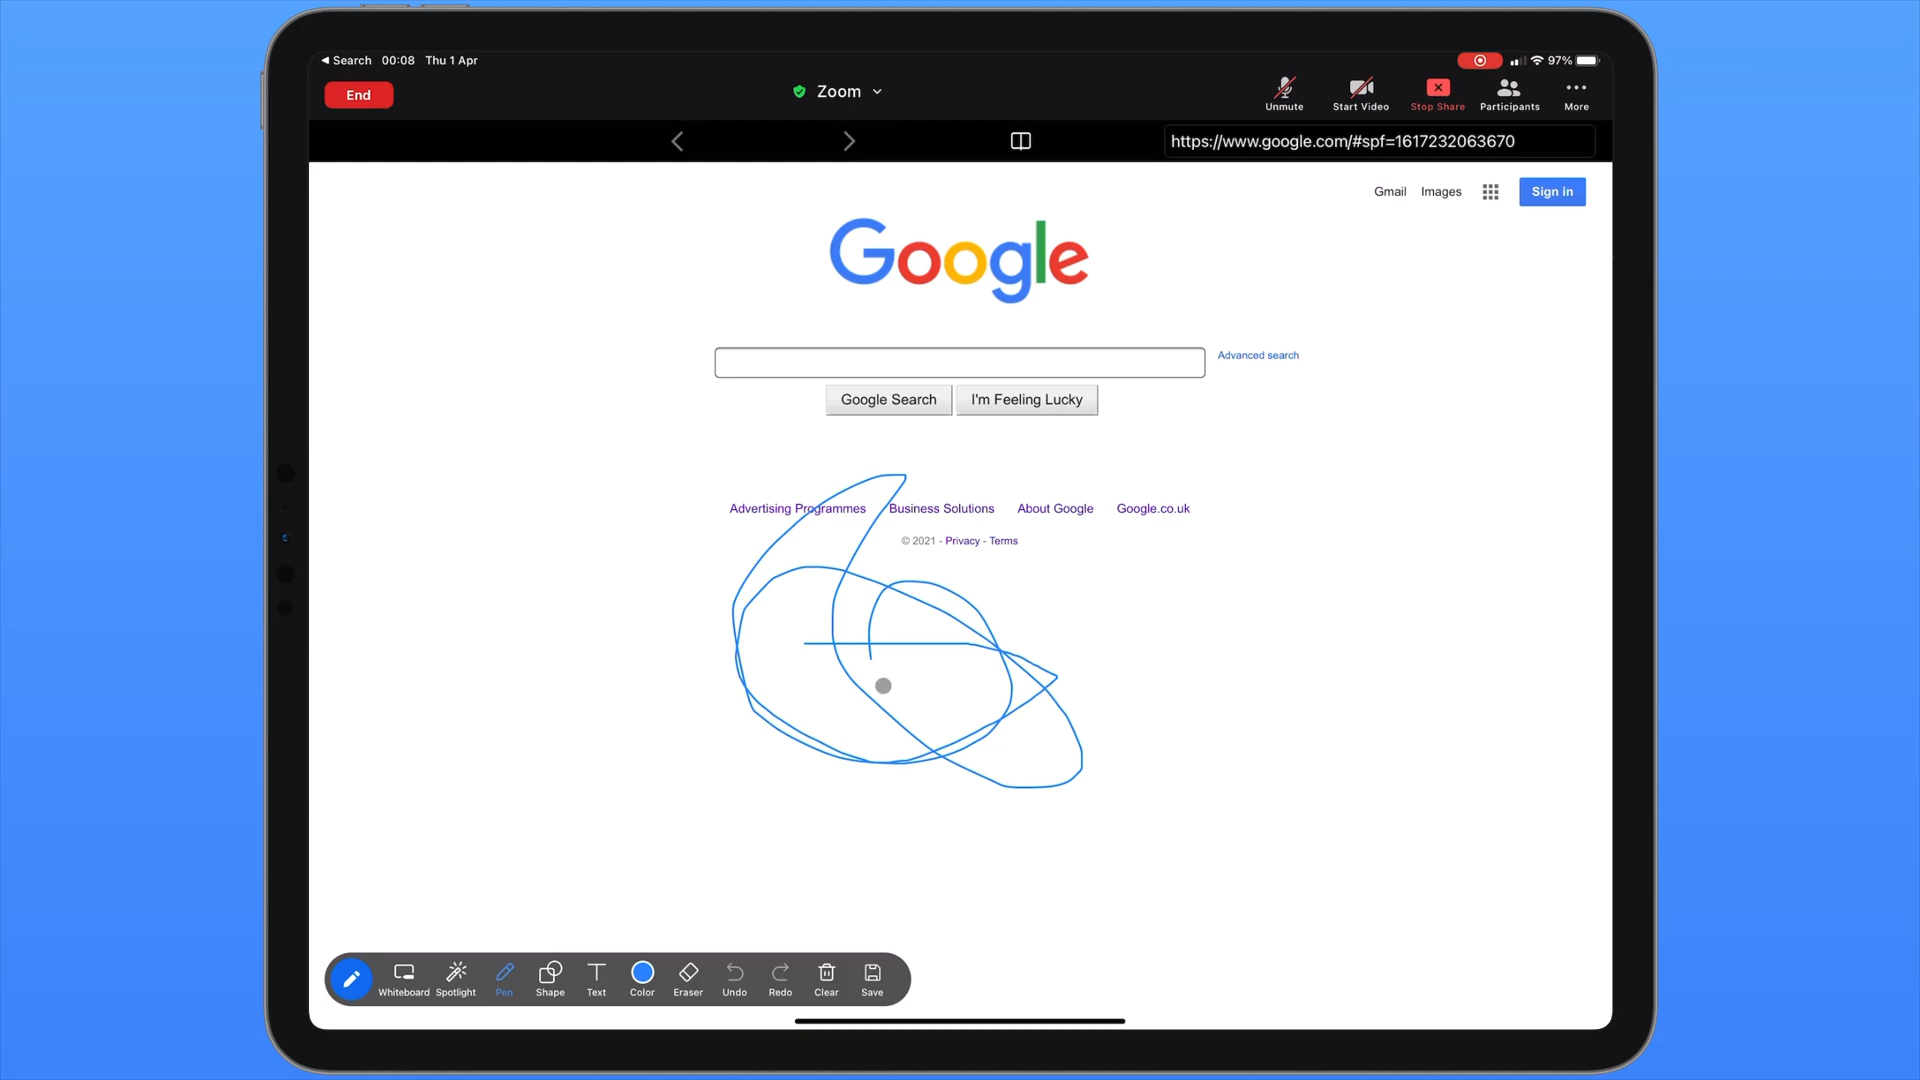 Search 00:08 Thu 1 Apr 97%
End Zoom Unmute Start Video Stop Share Participants More
https://www.google.com/#spf=1617232063670
Gmail Images Sign in
Google
Advanced search
Google Search I'm Feeling Lucky
Advertising Programmes Business Solutions About Google Google.co.uk
© 2021 - Privacy - Terms
Whiteboard Spotlight Pen Shape Text Color Eraser Undo Redo Clear Save